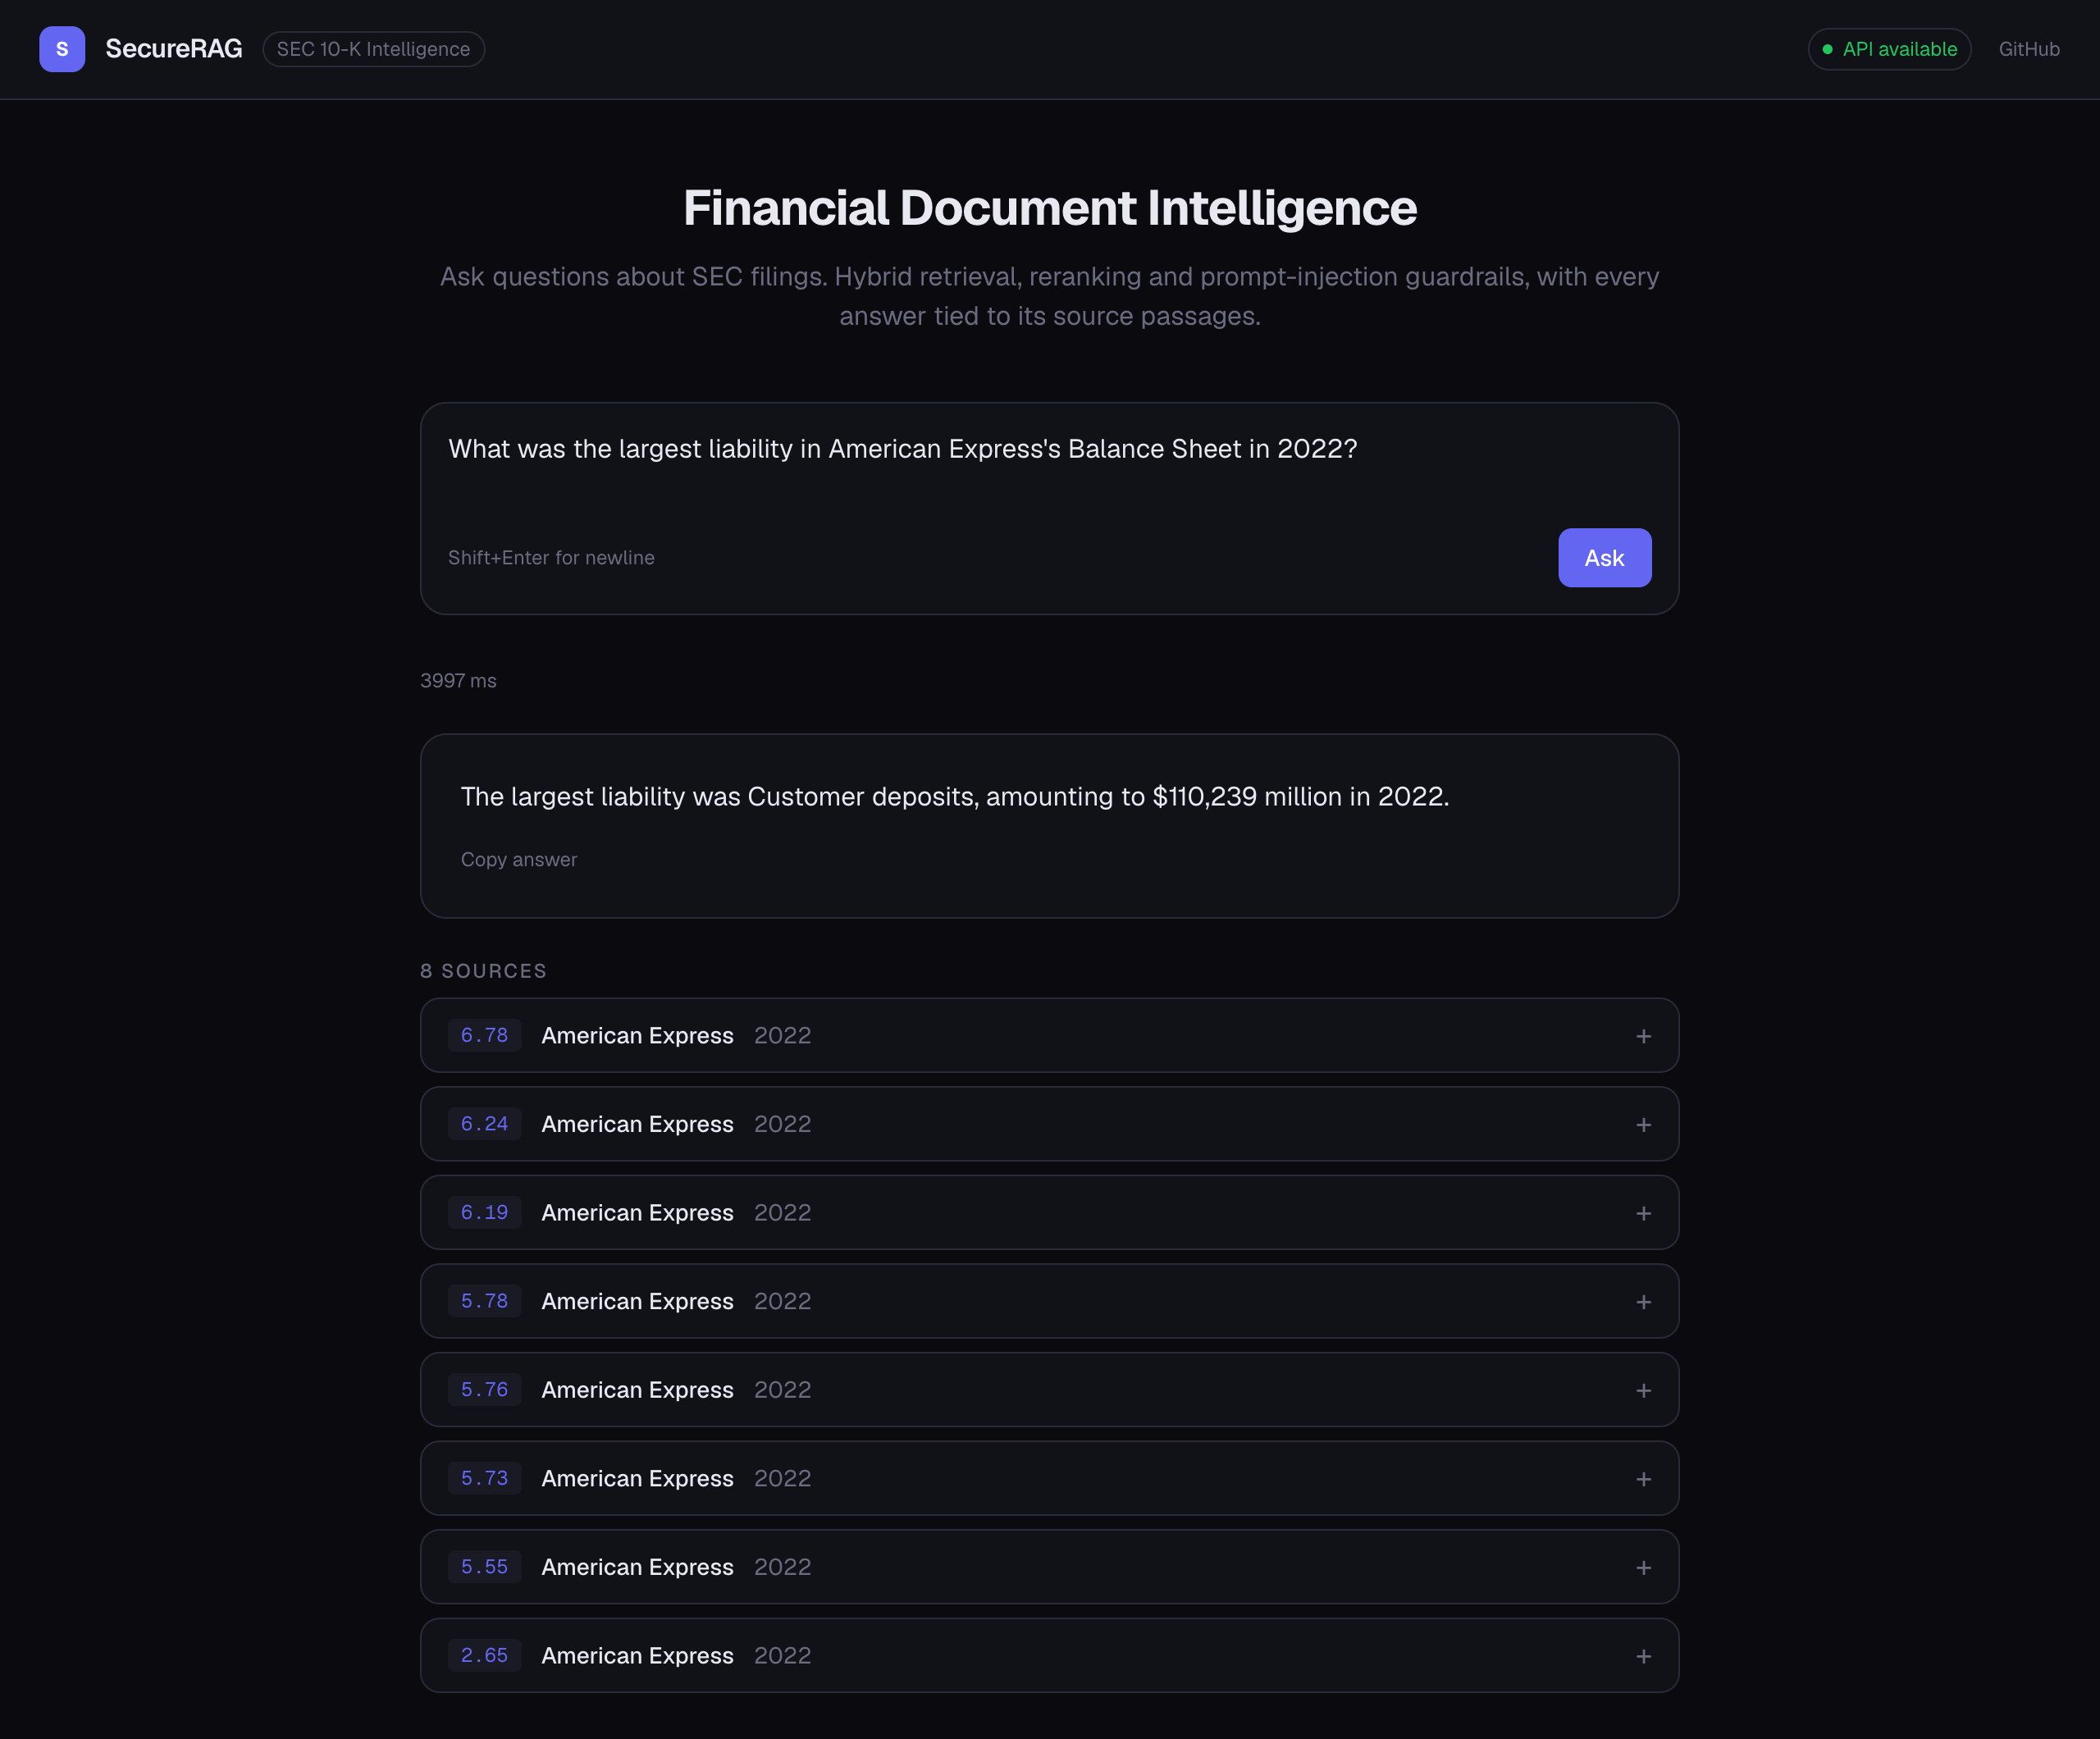 S SecureRAG SEC 10-K Intelligence API available GitHub
Financial Document Intelligence
Ask questions about SEC filings. Hybrid retrieval, reranking and prompt-injection guardrails, with every
answer tied to its source passages.
What was the largest liability in American Express's Balance Sheet in 2022?
Shift+Enter for newline Ask
3997 ms
The largest liability was Customer deposits, amounting to $110,239 million in 2022.
Copy answer
8 SOURCES
6.78 American Express 2022 +
6.24 American Express 2022 +
6.19 American Express 2022 +
5.78 American Express 2022 +
5.76 American Express 2022 +
5.73 American Express 2022 +
5.55 American Express 2022 +
2.65 American Express 2022 +